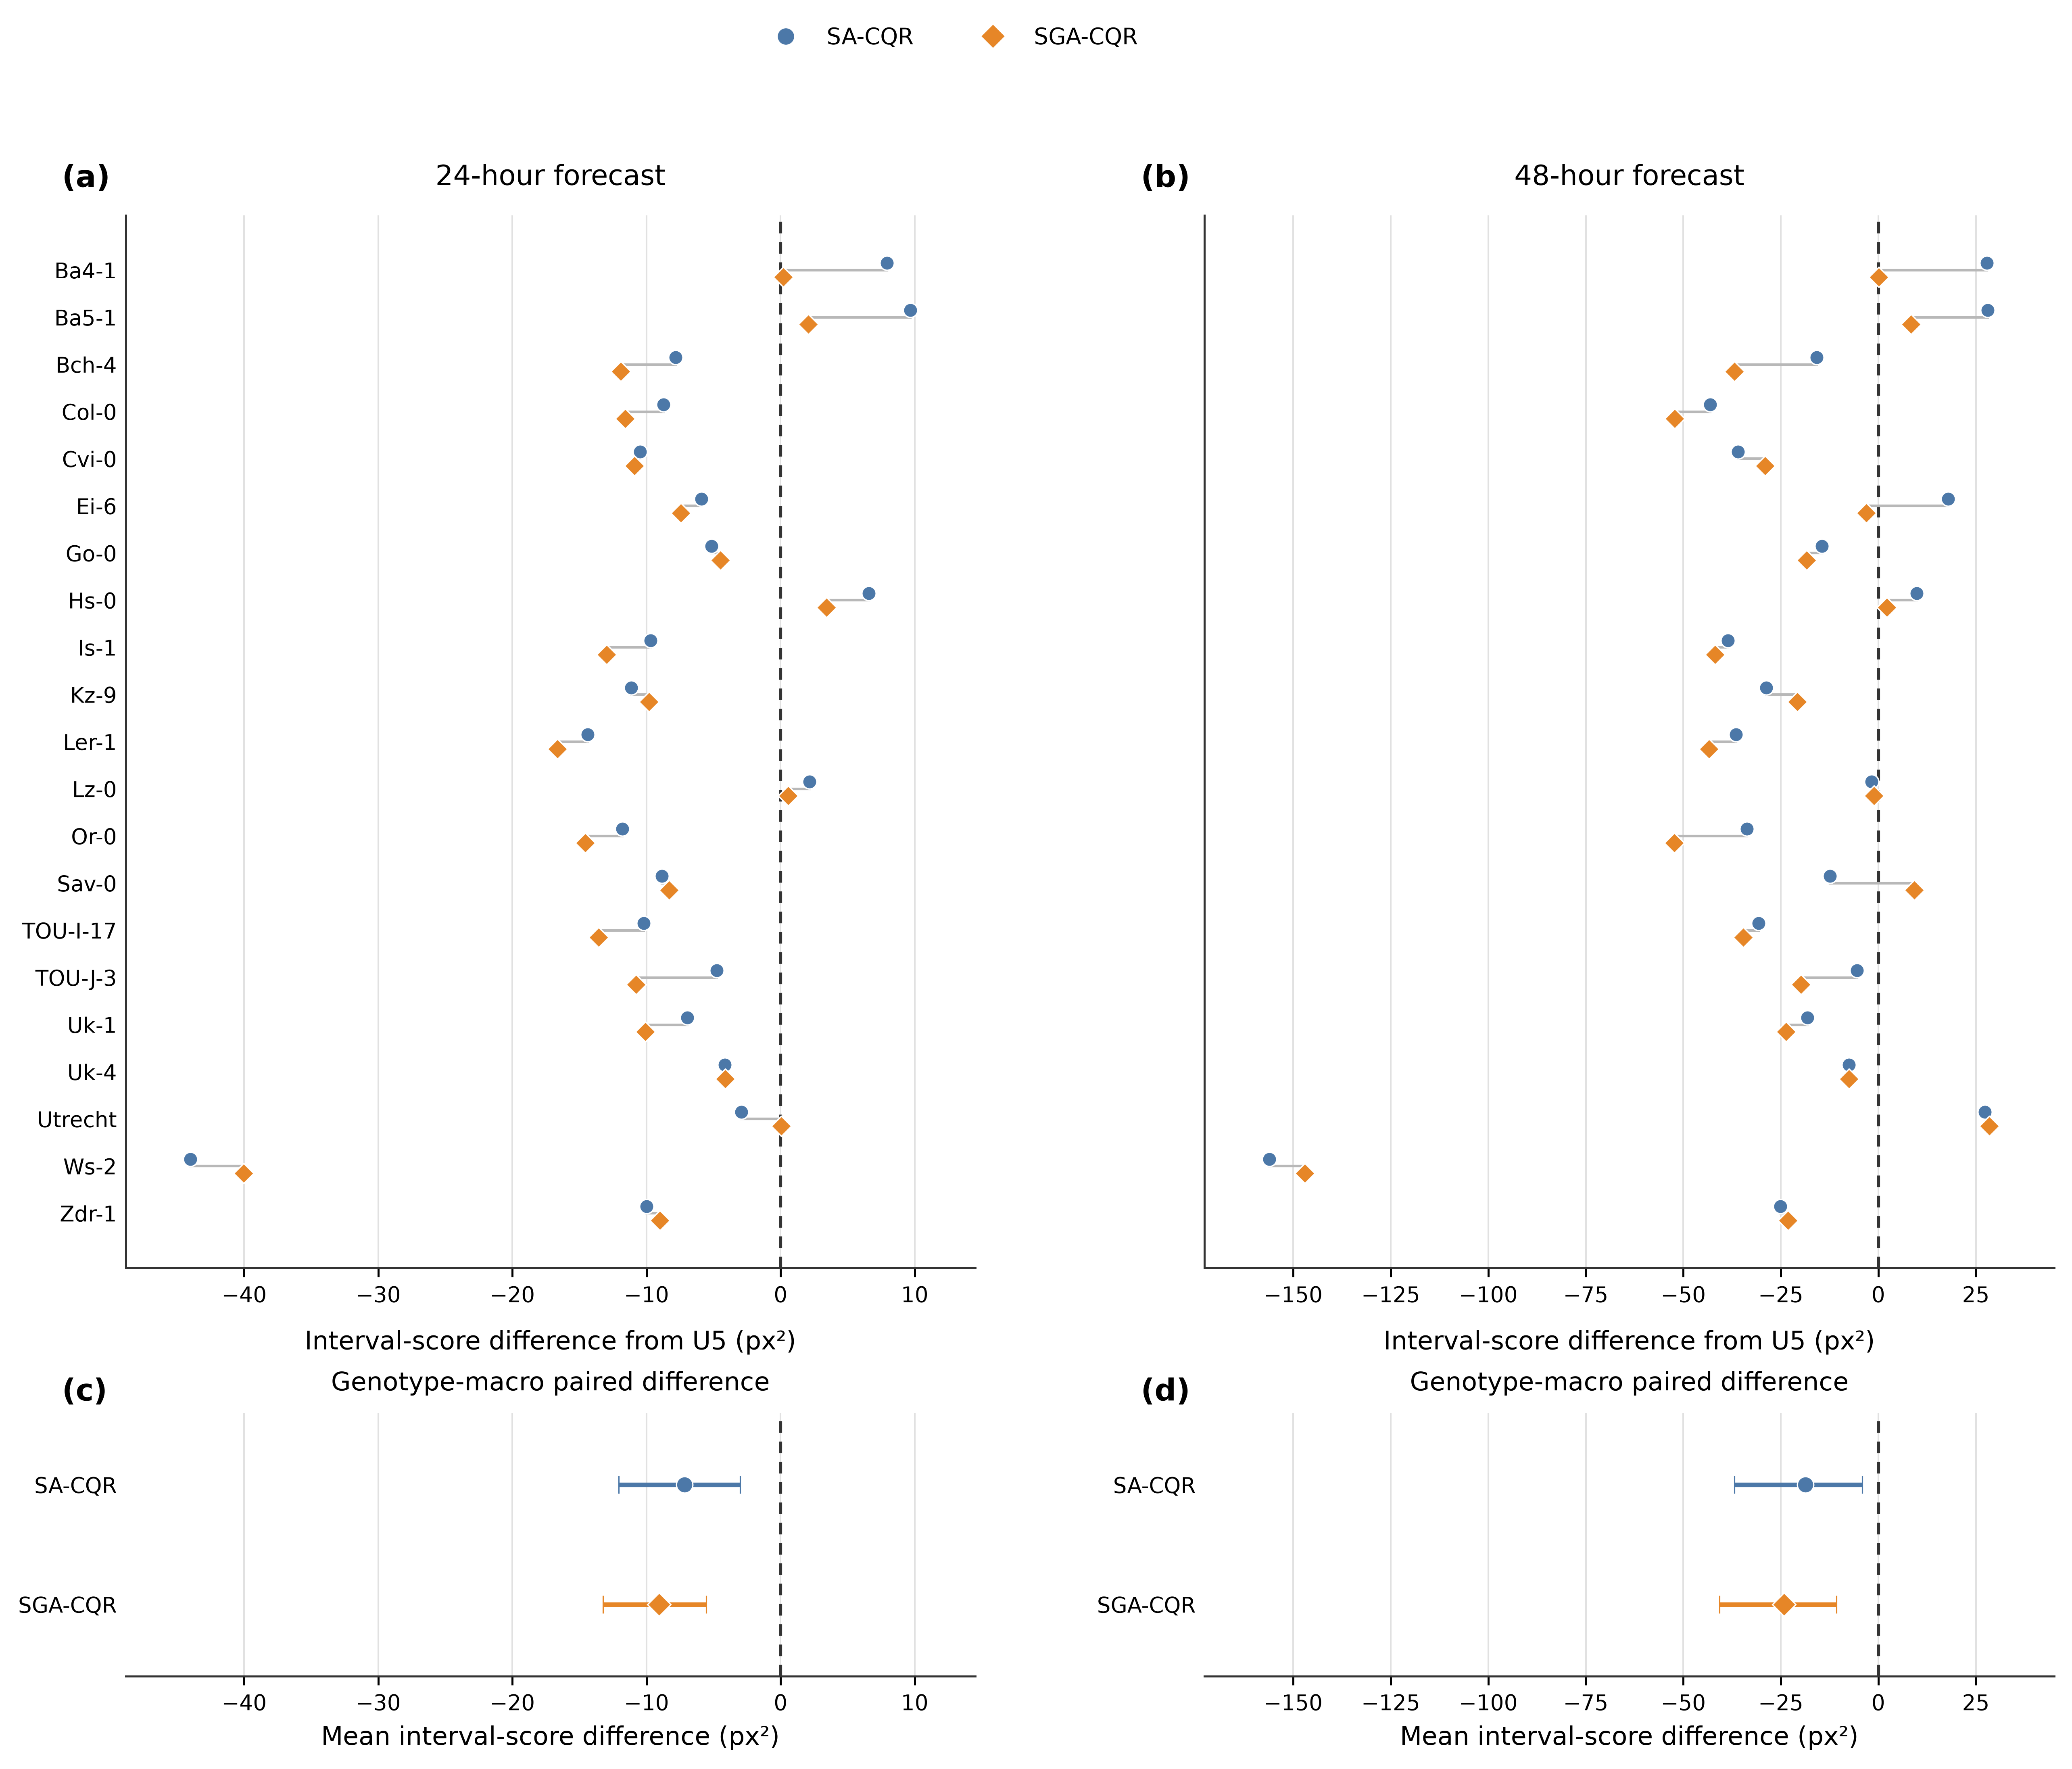 SA-CQR SGA-CQR
(a) 24-hour forecast
Ba4-1
Ba5-1
Bch-4
Col-0
Cvi-0
Ei-6
Go-0
Hs-0
Is-1
Kz-9
Ler-1
Lz-0
Or-0
Sav-0
TOU-I-17
TOU-J-3
Uk-1
Uk-4
Utrecht
Ws-2
Zdr-1
−40 −30 −20 −10 0 10
Interval-score difference from U5 (px²)
(b) 48-hour forecast
−150 −125 −100 −75 −50 −25 0 25
Interval-score difference from U5 (px²)
(c) Genotype-macro paired difference
SA-CQR
SGA-CQR
−40 −30 −20 −10 0 10
Mean interval-score difference (px²)
(d) Genotype-macro paired difference
SA-CQR
SGA-CQR
−150 −125 −100 −75 −50 −25 0 25
Mean interval-score difference (px²)